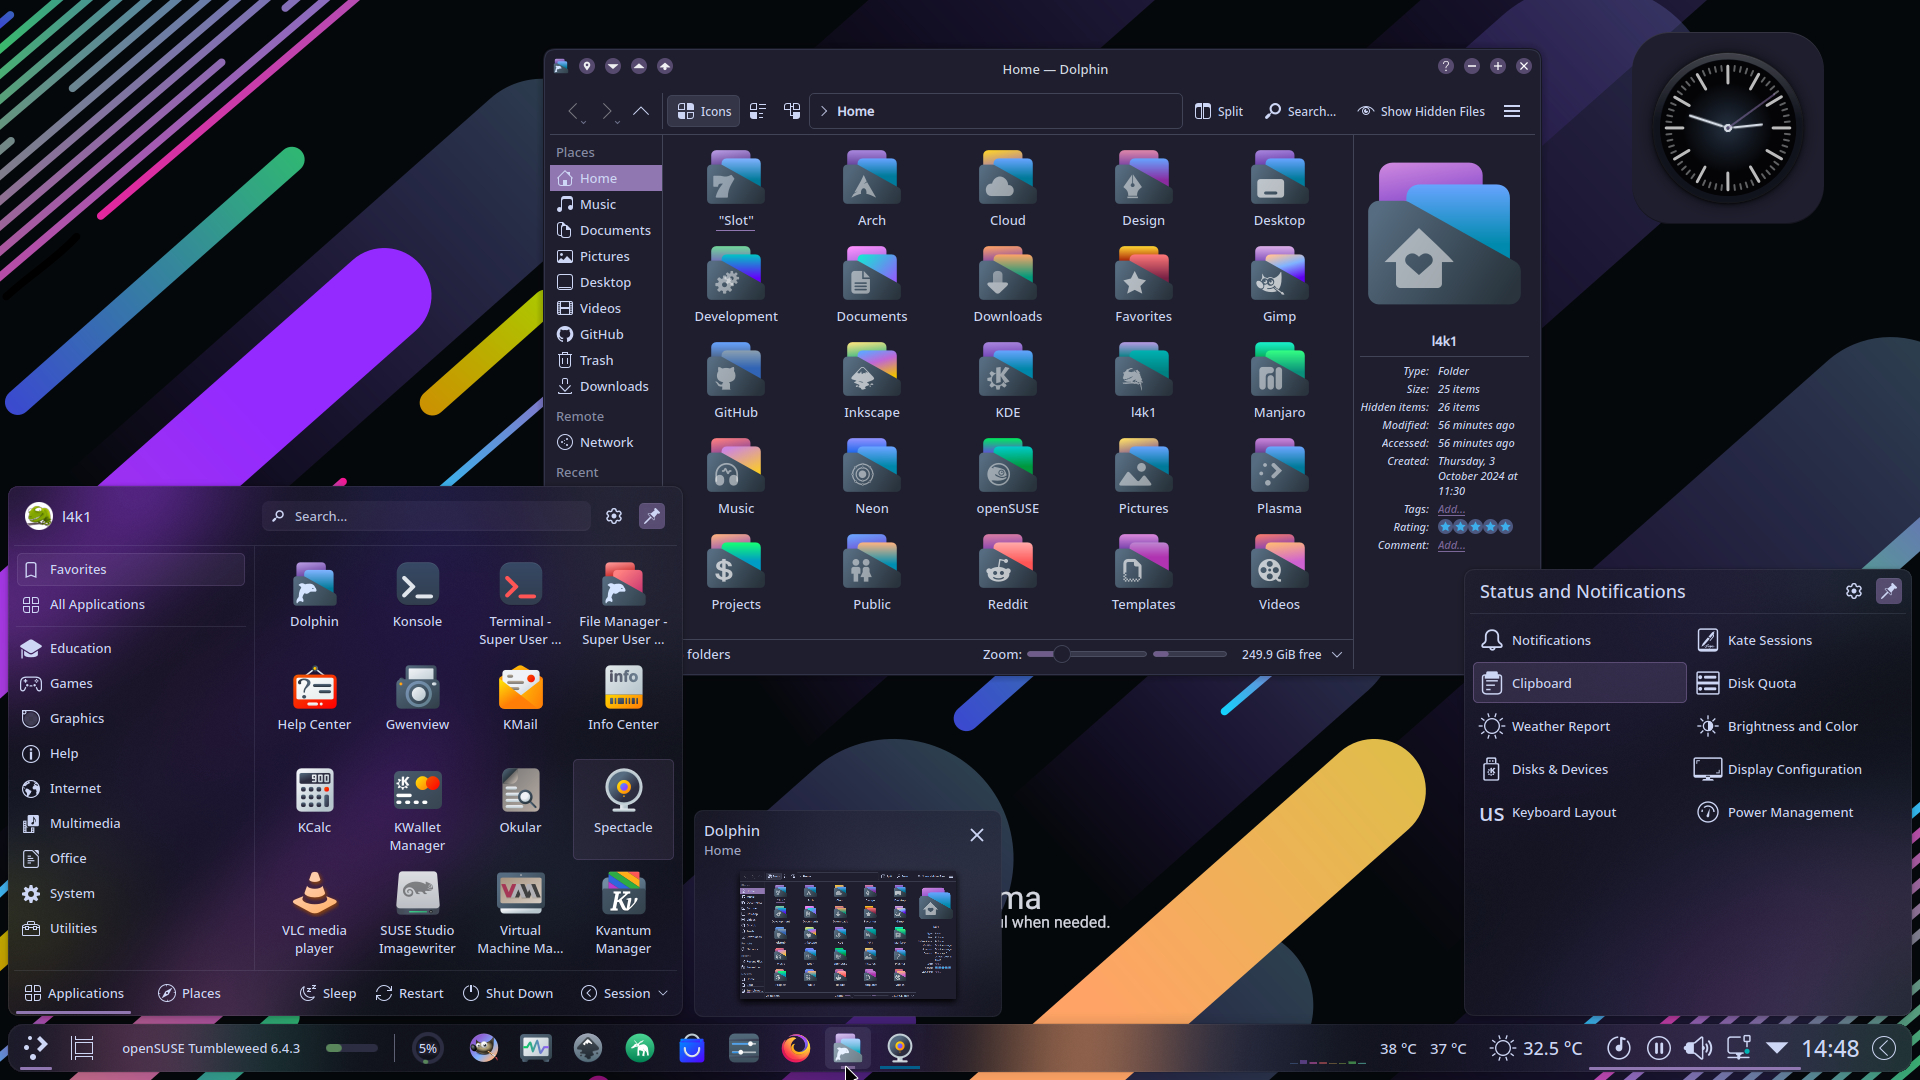 Home — Dolphin
Icons
Home
Split
Search...
Show Hidden Files
Places
Home
Music
Documents
Pictures
Desktop
Videos
GitHub
Trash
Downloads
Remote
Network
Recent
"Slot"
Arch
Cloud
Design
Desktop
Development
Documents
Downloads
Favorites
Gimp
GitHub
Inkscape
KDE
l4k1
Manjaro
Music
Neon
openSUSE
Pictures
Plasma
Projects
Public
Reddit
Templates
Videos
l4k1
Type: Folder
Size: 25 items
Hidden items: 26 items
Modified: 56 minutes ago
Accessed: 56 minutes ago
Created: Thursday, 3
October 2024 at
11:30
Tags: Add...
Rating:
Comment: Add...
folders
Zoom:
249.9 GiB free
l4k1
Search...
Favorites
All Applications
Education
Games
Graphics
Help
Internet
Multimedia
Office
System
Utilities
Dolphin
Konsole
Terminal -
Super User ...
File Manager -
Super User ...
Help Center
Gwenview
KMail
info
Info Center
900
KCalc
KWallet
Manager
Okular
Spectacle
VLC media
player
SUSE Studio
Imagewriter
Virtual
Machine Ma...
Kv
Kvantum
Manager
Applications
Places
Sleep
Restart
Shut Down
Session
Dolphin
Home
ma
ul when needed.
Status and Notifications
Notifications
Kate Sessions
Clipboard
Disk Quota
Weather Report
Brightness and Color
Disks & Devices
Display Configuration
us Keyboard Layout
Power Management
openSUSE Tumbleweed 6.4.3
5%
38 °C
37 °C
32.5 °C
14:48